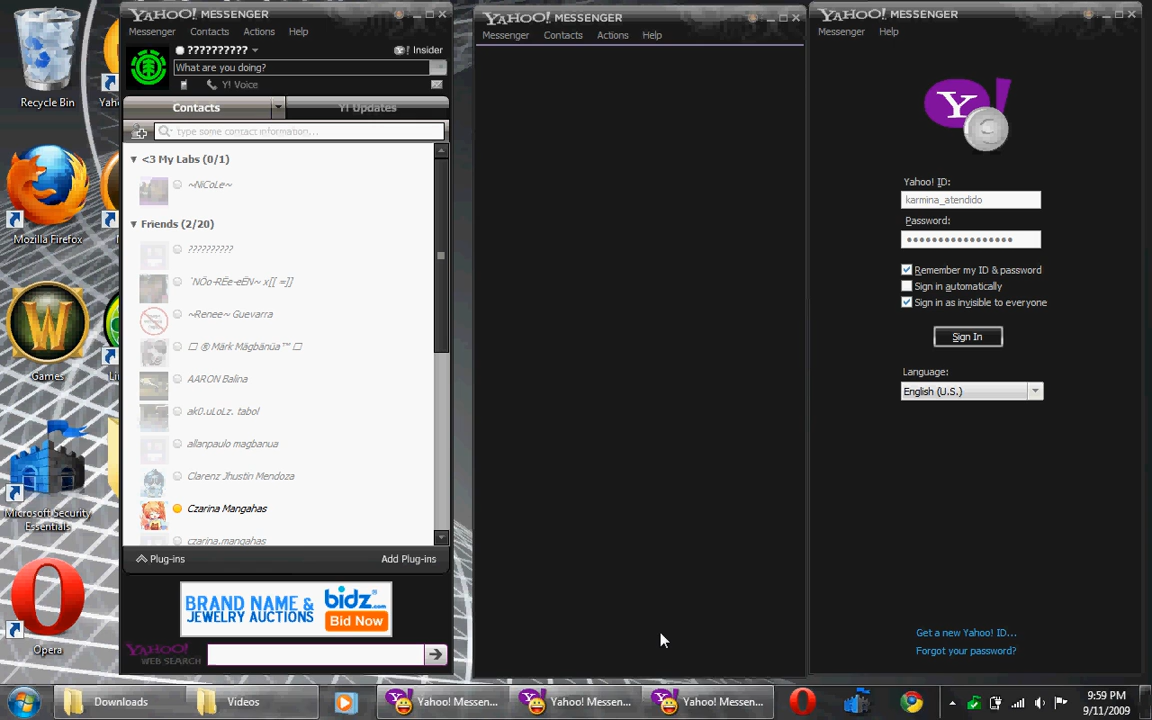 Recycle Bin
Mozilla Firefox
Games
Microsoft Security
Essentials
Opera
YAHOO! MESSENGER
Messenger Contacts Actions Help
?????????? Y! Insider
What are you doing?
Y! Voice
Contacts Y! Updates
type some contact information...
<3 My Labs (0/1)
~NiCoLe~
Friends (2/20)
??????????
`NÕo-RËe-eËN~ x[[ =]]
~Renee~ Guevarra
□ ® Märk Mägbänüa™ □
AARON Balina
ak0.uLoLz. tabol
allanpaulo magbanua
Clarenz Jhustin Mendoza
Czarina Mangahas
czarina.mangahas
Plug-ins Add Plug-ins
BRAND NAME &
JEWELRY AUCTIONS
bidz.com
Bid Now
YAHOO!
WEB SEARCH
YAHOO! MESSENGER
Messenger Contacts Actions Help
YAHOO! MESSENGER
Messenger Help
Y!
Yahoo! ID:
karmina_atendido
Password:
Remember my ID & password
Sign in automatically
Sign in as invisible to everyone
Sign In
Language:
English (U.S.)
Get a new Yahoo! ID...
Forgot your password?
Downloads Videos Yahoo! Messen... Yahoo! Messen... Yahoo! Messen...
9:59 PM
9/11/2009